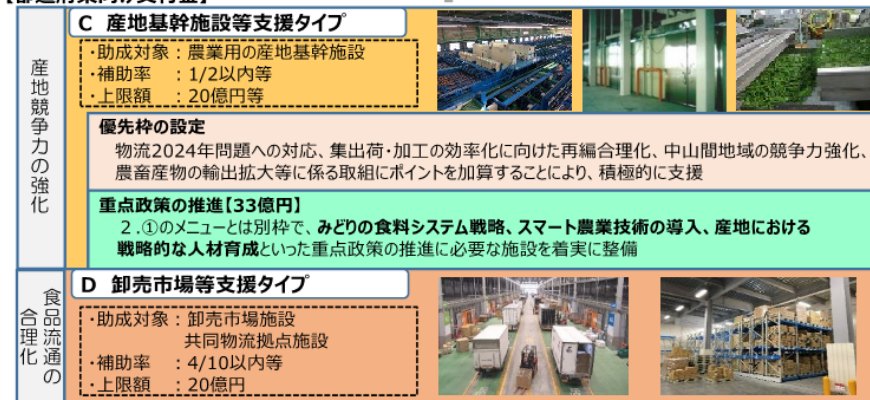 【都道府県向け交付金】
産地競争力の強化
C 産地基幹施設等支援タイプ
・助成対象：農業用の産地基幹施設
・補助率　：1/2以内等
・上限額　：20億円等
優先枠の設定
物流2024年問題への対応、集出荷・加工の効率化に向けた再編合理化、中山間地域の競争力強化、
農畜産物の輸出拡大等に係る取組にポイントを加算することにより、積極的に支援
重点政策の推進【33億円】
２.①のメニューとは別枠で、みどりの食料システム戦略、スマート農業技術の導入、産地における
戦略的な人材育成といった重点政策の推進に必要な施設を着実に整備
食品流通の
合理化
D 卸売市場等支援タイプ
・助成対象：卸売市場施設
共同物流拠点施設
・補助率　：4/10以内等
・上限額　：20億円